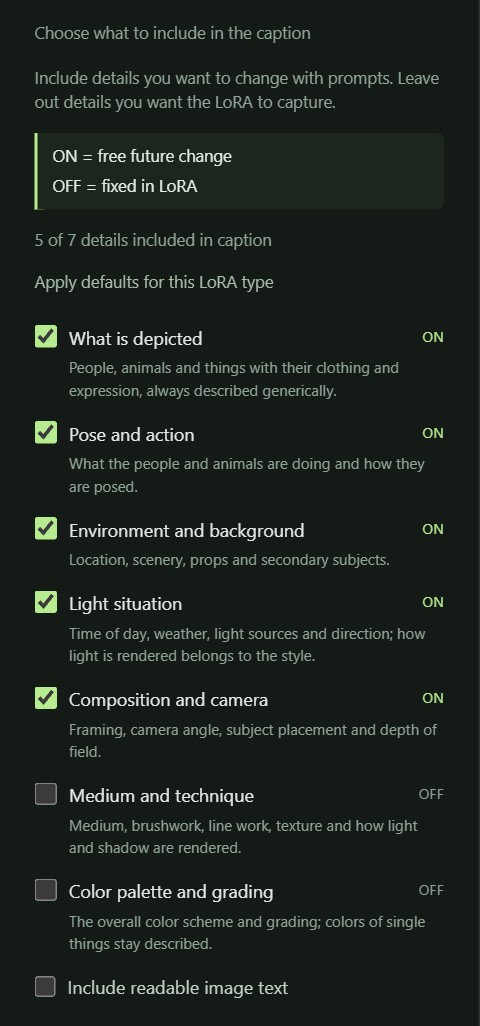 Choose what to include in the caption
Include details you want to change with prompts. Leave
out details you want the LoRA to capture.
ON = free future change
OFF = fixed in LoRA
5 of 7 details included in caption
Apply defaults for this LoRA type
What is depicted ON
People, animals and things with their clothing and
expression, always described generically.
Pose and action ON
What the people and animals are doing and how they
are posed.
Environment and background ON
Location, scenery, props and secondary subjects.
Light situation ON
Time of day, weather, light sources and direction; how
light is rendered belongs to the style.
Composition and camera ON
Framing, camera angle, subject placement and depth of
field.
Medium and technique OFF
Medium, brushwork, line work, texture and how light
and shadow are rendered.
Color palette and grading OFF
The overall color scheme and grading; colors of single
things stay described.
Include readable image text